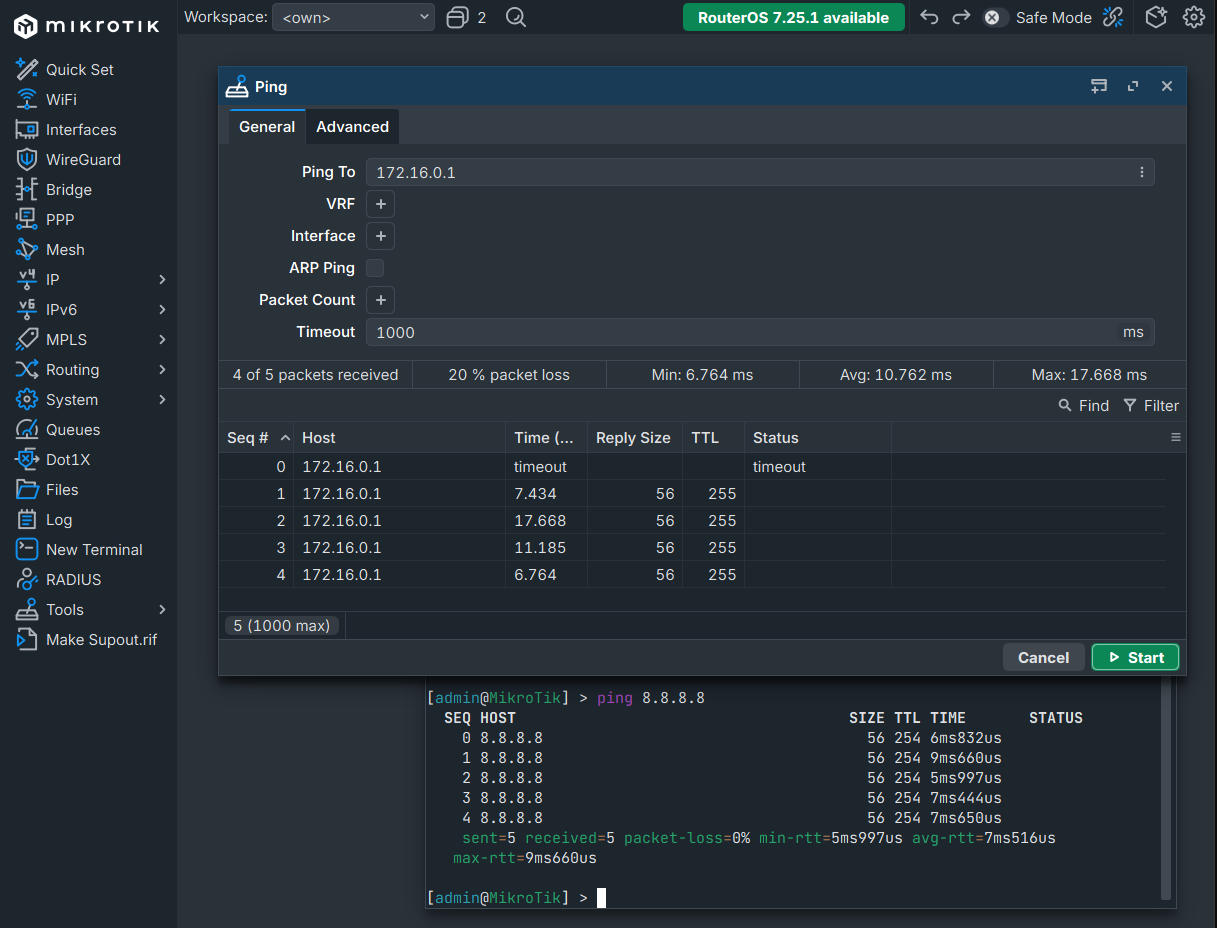 MikroTik
Workspace: <own> 2 RouterOS 7.25.1 available Safe Mode
Quick Set
WiFi
Interfaces
WireGuard
Bridge
PPP
Mesh
v4 IP
v6 IPv6
MPLS
Routing
System
Queues
Dot1X
Files
Log
New Terminal
RADIUS
Tools
Make Supout.rif
Ping
General Advanced
Ping To 172.16.0.1
VRF +
Interface +
ARP Ping
Packet Count +
Timeout 1000 ms
4 of 5 packets received 20 % packet loss Min: 6.764 ms Avg: 10.762 ms Max: 17.668 ms
Find Filter
Seq # Host Time (... Reply Size TTL Status
0 172.16.0.1 timeout timeout
1 172.16.0.1 7.434 56 255
2 172.16.0.1 17.668 56 255
3 172.16.0.1 11.185 56 255
4 172.16.0.1 6.764 56 255
5 (1000 max)
Cancel Start
[admin@MikroTik] > ping 8.8.8.8
SEQ HOST SIZE TTL TIME STATUS
0 8.8.8.8 56 254 6ms832us
1 8.8.8.8 56 254 9ms660us
2 8.8.8.8 56 254 5ms997us
3 8.8.8.8 56 254 7ms444us
4 8.8.8.8 56 254 7ms650us
sent=5 received=5 packet-loss=0% min-rtt=5ms997us avg-rtt=7ms516us
max-rtt=9ms660us
[admin@MikroTik] >